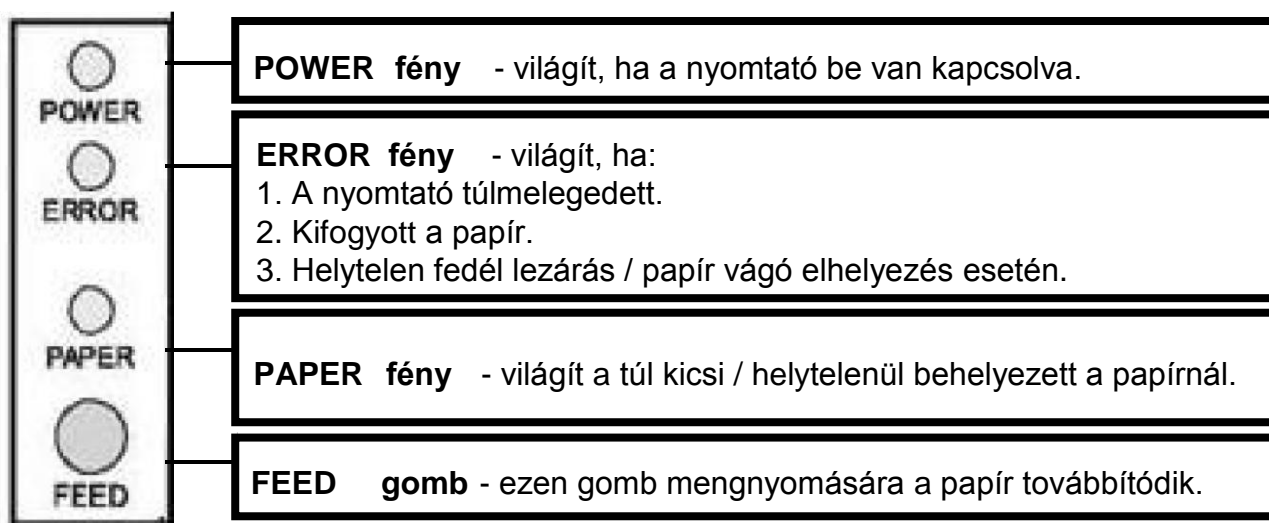 POWER
ERROR
PAPER
FEED
POWER fény - világít, ha a nyomtató be van kapcsolva.
ERROR fény - világít, ha:
1. A nyomtató túlmelegedett.
2. Kifogyott a papír.
3. Helytelen fedél lezárás / papír vágó elhelyezés esetén.
PAPER fény - világít a túl kicsi / helytelenül behelyezett a papírnál.
FEED gomb - ezen gomb mengnyomására a papír továbbítódik.